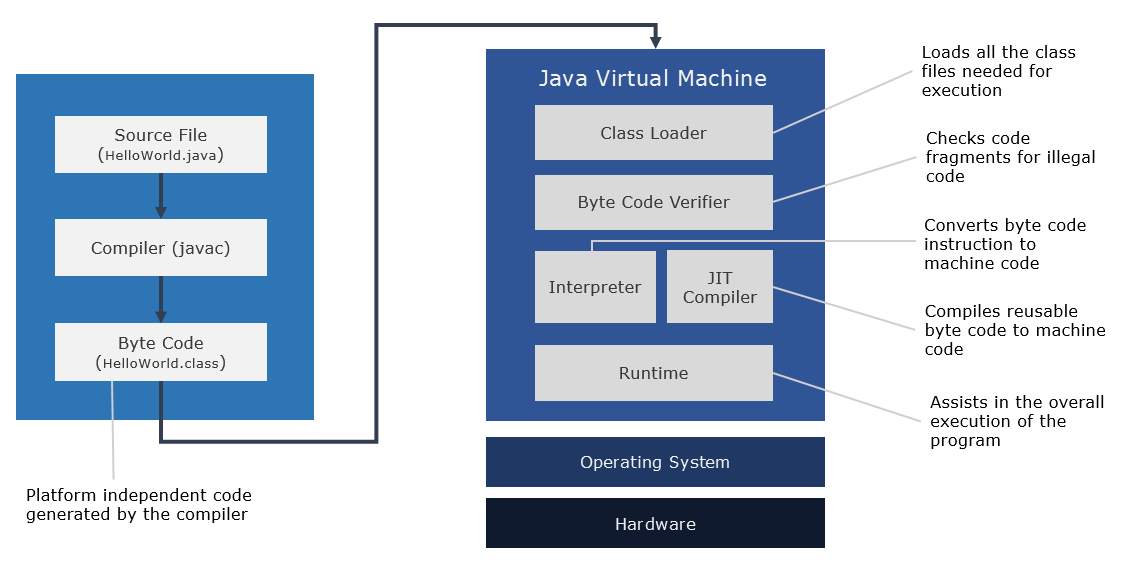 Source File
(HelloWorld.java)
Compiler (javac)
Byte Code
(HelloWorld.class)
Platform independent code
generated by the compiler
Java Virtual Machine
Class Loader
Byte Code Verifier
Interpreter
JIT
Compiler
Runtime
Operating System
Hardware
Loads all the class
files needed for
execution
Checks code
fragments for illegal
code
Converts byte code
instruction to
machine code
Compiles reusable
byte code to machine
code
Assists in the overall
execution of the
program